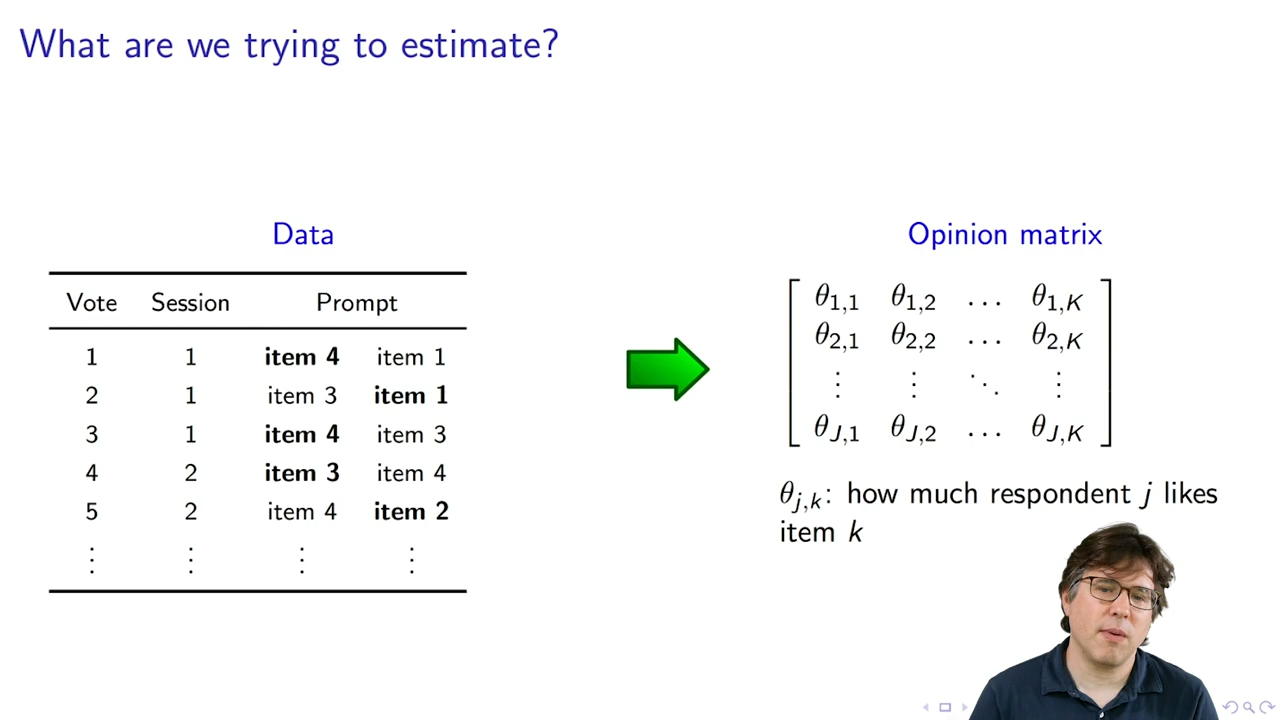 What are we trying to estimate?
Data
Vote Session Prompt
1 1 item 4 item 1
2 1 item 3 item 1
3 1 item 4 item 3
4 2 item 3 item 4
5 2 item 4 item 2
⋮ ⋮ ⋮ ⋮
Opinion matrix
θ1,1 θ1,2 … θ1,K
θ2,1 θ2,2 … θ2,K
⋮ ⋮ ⋱ ⋮
θJ,1 θJ,2 … θJ,K
θj,k: how much respondent j likes
item k